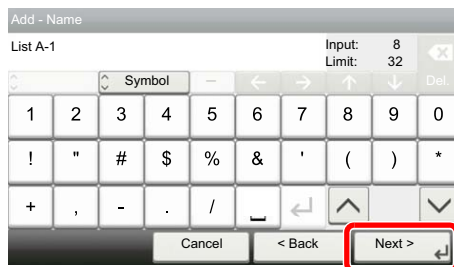 Add - Name
List A-1 Input: 8
Limit: 32
Symbol Del.
1 2 3 4 5 6 7 8 9 0
! " # $ % & ' ( ) *
+ , - . / _
Cancel < Back Next >